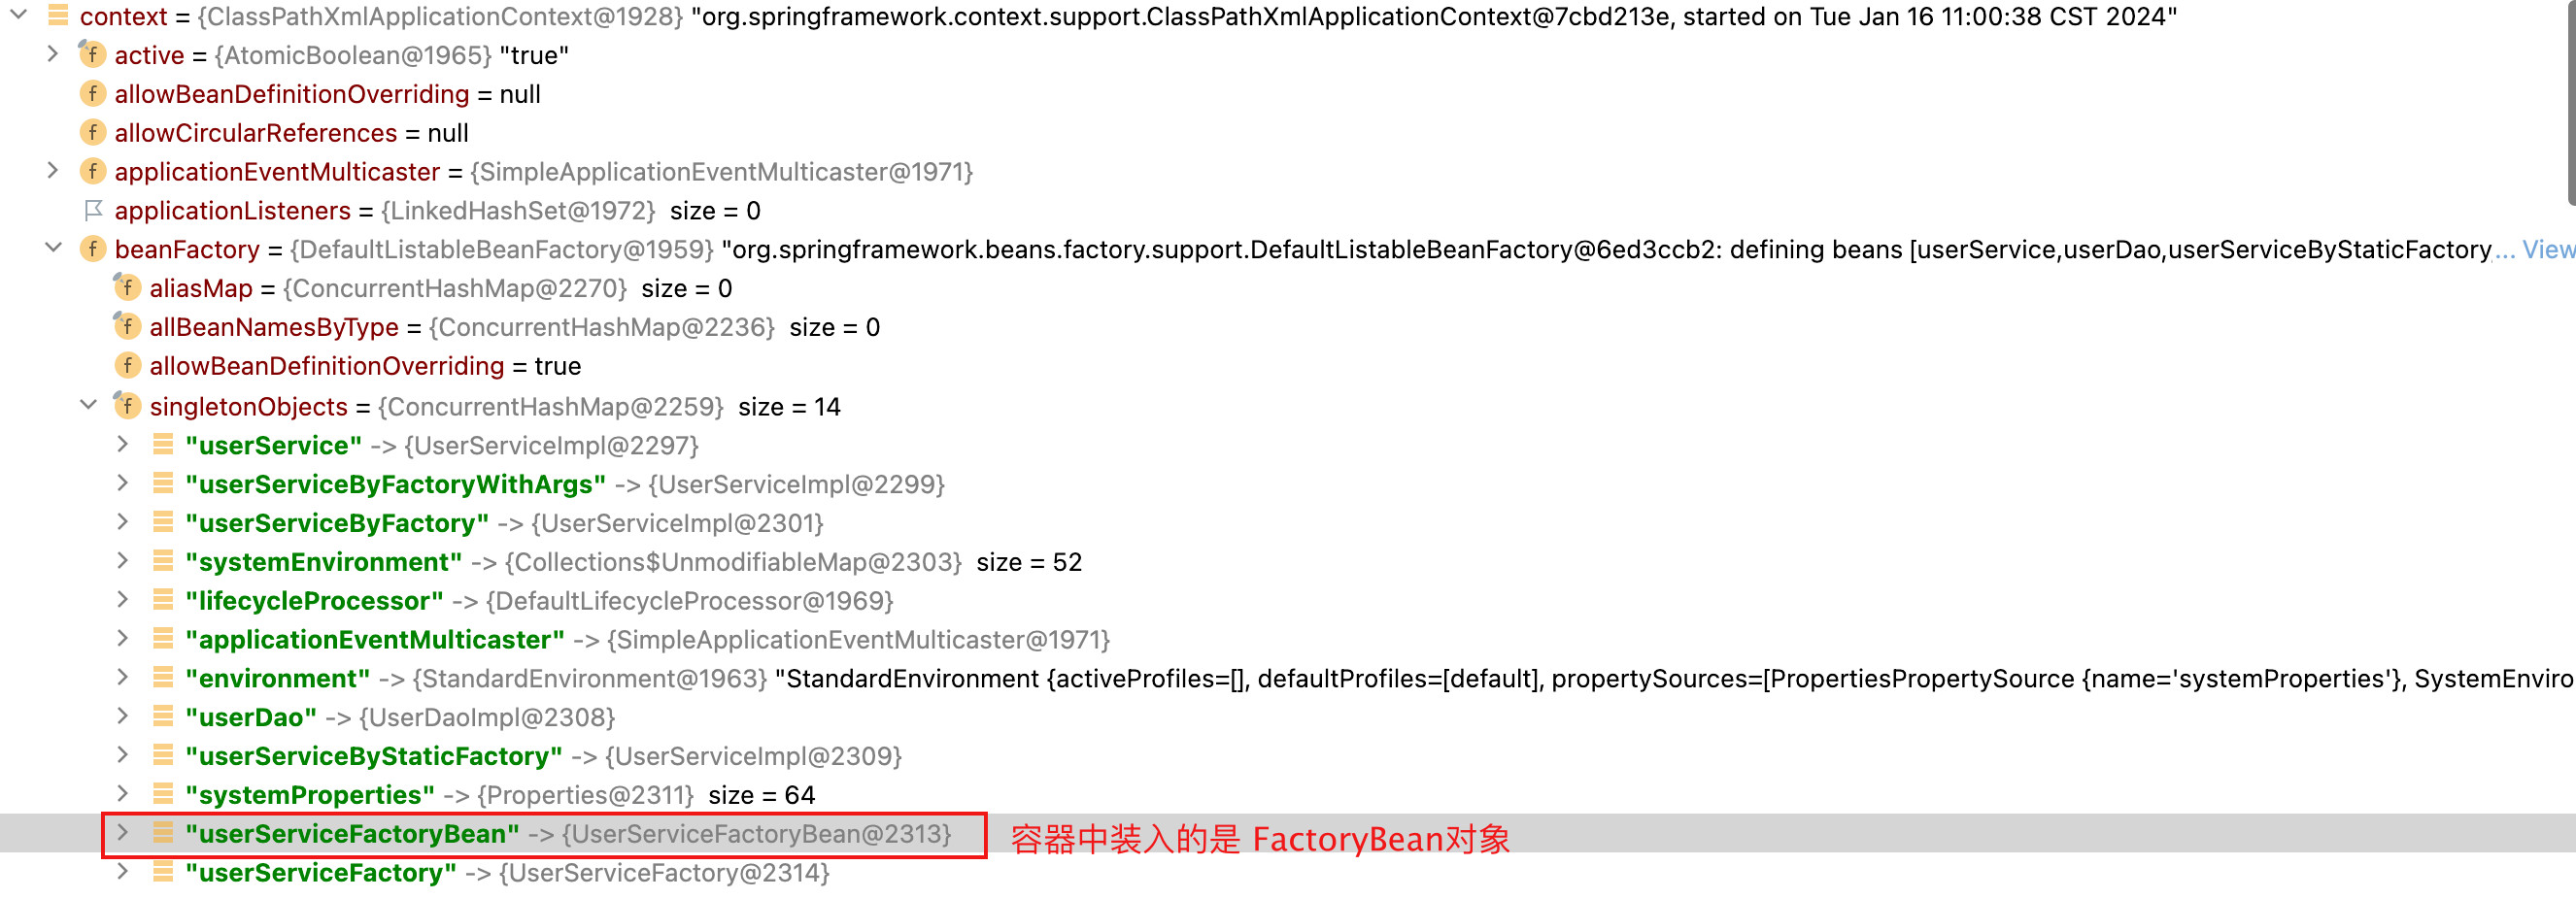 context = {ClassPathXmlApplicationContext@1928} "org.springframework.context.support.ClassPathXmlApplicationContext@7cbd213e, started on Tue Jan 16 11:00:38 CST 2024"
active = {AtomicBoolean@1965} "true"
allowBeanDefinitionOverriding = null
allowCircularReferences = null
applicationEventMulticaster = {SimpleApplicationEventMulticaster@1971}
applicationListeners = {LinkedHashSet@1972} size = 0
beanFactory = {DefaultListableBeanFactory@1959} "org.springframework.beans.factory.support.DefaultListableBeanFactory@6ed3ccb2: defining beans [userService,userDao,userServiceByStaticFactory,... View
aliasMap = {ConcurrentHashMap@2270} size = 0
allBeanNamesByType = {ConcurrentHashMap@2236} size = 0
allowBeanDefinitionOverriding = true
singletonObjects = {ConcurrentHashMap@2259} size = 14
"userService" -> {UserServiceImpl@2297}
"userServiceByFactoryWithArgs" -> {UserServiceImpl@2299}
"userServiceByFactory" -> {UserServiceImpl@2301}
"systemEnvironment" -> {Collections$UnmodifiableMap@2303} size = 52
"lifecycleProcessor" -> {DefaultLifecycleProcessor@1969}
"applicationEventMulticaster" -> {SimpleApplicationEventMulticaster@1971}
"environment" -> {StandardEnvironment@1963} "StandardEnvironment {activeProfiles=[], defaultProfiles=[default], propertySources=[PropertiesPropertySource {name='systemProperties'}, SystemEnviro
"userDao" -> {UserDaoImpl@2308}
"userServiceByStaticFactory" -> {UserServiceImpl@2309}
"systemProperties" -> {Properties@2311} size = 64
"userServiceFactoryBean" -> {UserServiceFactoryBean@2313} 容器中装入的是 FactoryBean对象
"userServiceFactory" -> {UserServiceFactory@2314}